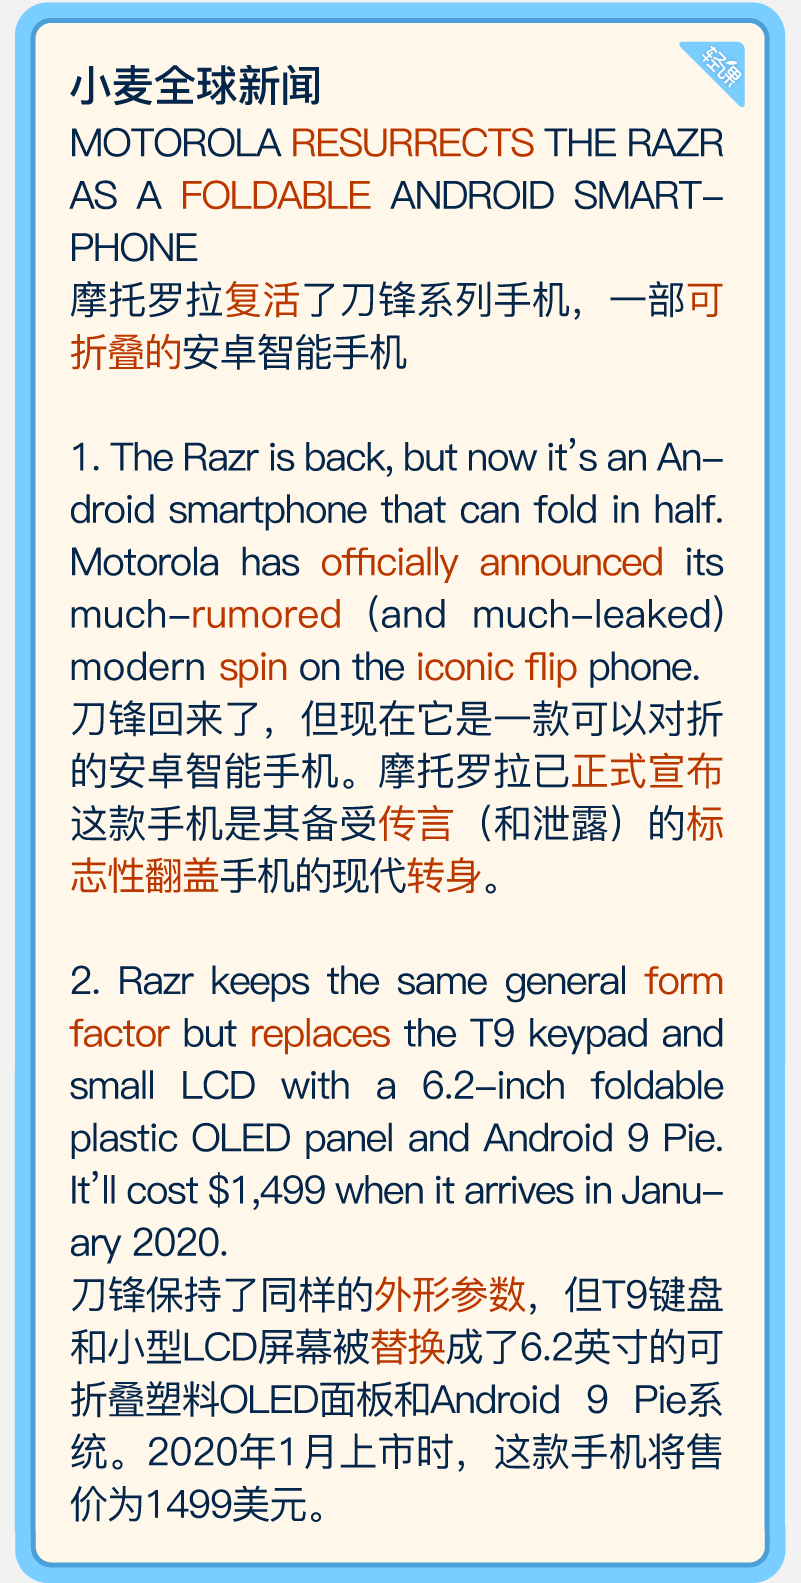 轻课
小麦全球新闻
MOTOROLA RESURRECTS THE RAZR
AS A FOLDABLE ANDROID SMART-
PHONE
摩托罗拉复活了刀锋系列手机，一部可
折叠的安卓智能手机
1. The Razr is back, but now it's an An-
droid smartphone that can fold in half.
Motorola has officially announced its
much-rumored (and much-leaked)
modern spin on the iconic flip phone.
刀锋回来了，但现在它是一款可以对折
的安卓智能手机。摩托罗拉已正式宣布
这款手机是其备受传言（和泄露）的标
志性翻盖手机的现代转身。
2. Razr keeps the same general form
factor but replaces the T9 keypad and
small LCD with a 6.2-inch foldable
plastic OLED panel and Android 9 Pie.
It'll cost $1,499 when it arrives in Janu-
ary 2020.
刀锋保持了同样的外形参数，但T9键盘
和小型LCD屏幕被替换成了6.2英寸的可
折叠塑料OLED面板和Android 9 Pie系
统。2020年1月上市时，这款手机将售
价为1499美元。